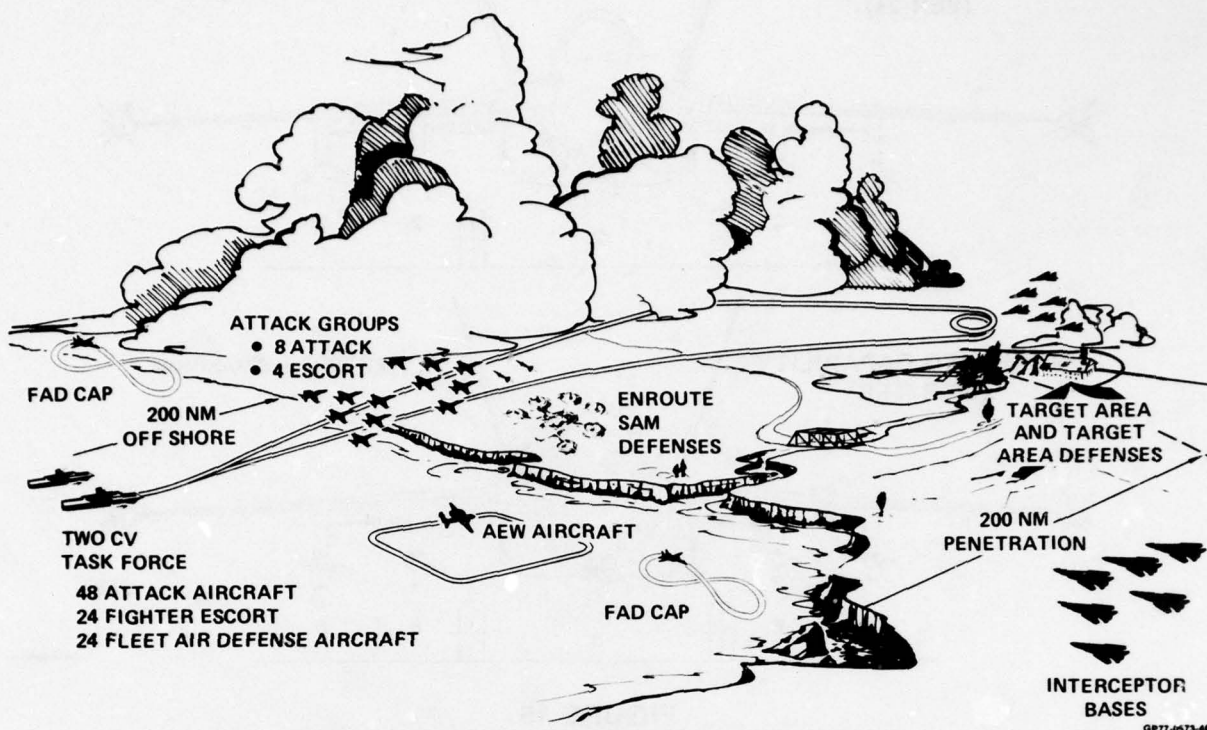 ATTACK GROUPS
• 8 ATTACK
• 4 ESCORT
FAD CAP
200 NM
OFF SHORE
ENROUTE
SAM
DEFENSES
TARGET AREA
AND TARGET
AREA DEFENSES
TWO CV
TASK FORCE
48 ATTACK AIRCRAFT
24 FIGHTER ESCORT
24 FLEET AIR DEFENSE AIRCRAFT
AEW AIRCRAFT
FAD CAP
200 NM
PENETRATION
INTERCEPTOR
BASES